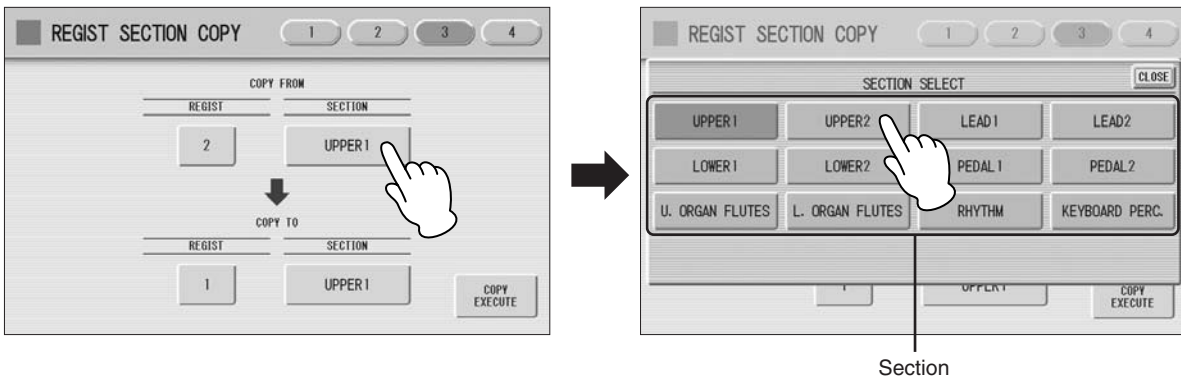 REGIST SECTION COPY 1 2 3 4
COPY FROM
REGIST SECTION
2 UPPER1
COPY TO
REGIST SECTION
1 UPPER1
COPY
EXECUTE
REGIST SECTION COPY 1 2 3 4
SECTION SELECT CLOSE
UPPER1 UPPER2 LEAD1 LEAD2
LOWER1 LOWER2 PEDAL1 PEDAL2
U. ORGAN FLUTES L. ORGAN FLUTES RHYTHM KEYBOARD PERC.
1 UPPER1
COPY
EXECUTE
Section